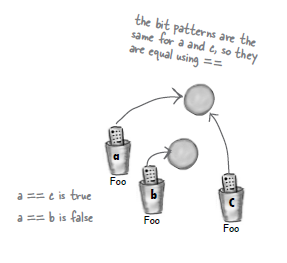 the bit patterns are the
same for a and c, so they
are equal using ==
a
Foo
b
Foo
c
Foo
a == c is true
a == b is false